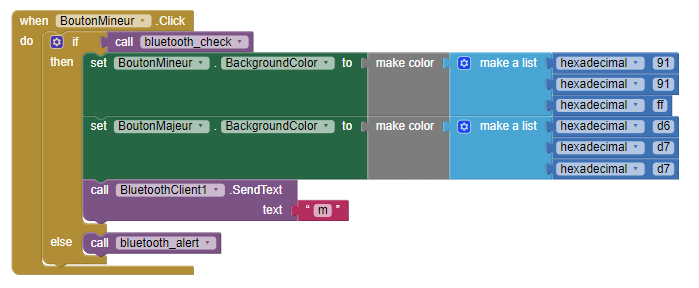 when BoutonMineur .Click
do if call bluetooth_check
then set BoutonMineur . BackgroundColor to make color make a list hexadecimal 91
hexadecimal 91
hexadecimal ff
set BoutonMajeur . BackgroundColor to make color make a list hexadecimal d6
hexadecimal d7
hexadecimal d7
call BluetoothClient1 .SendText
text " m "
else call bluetooth_alert